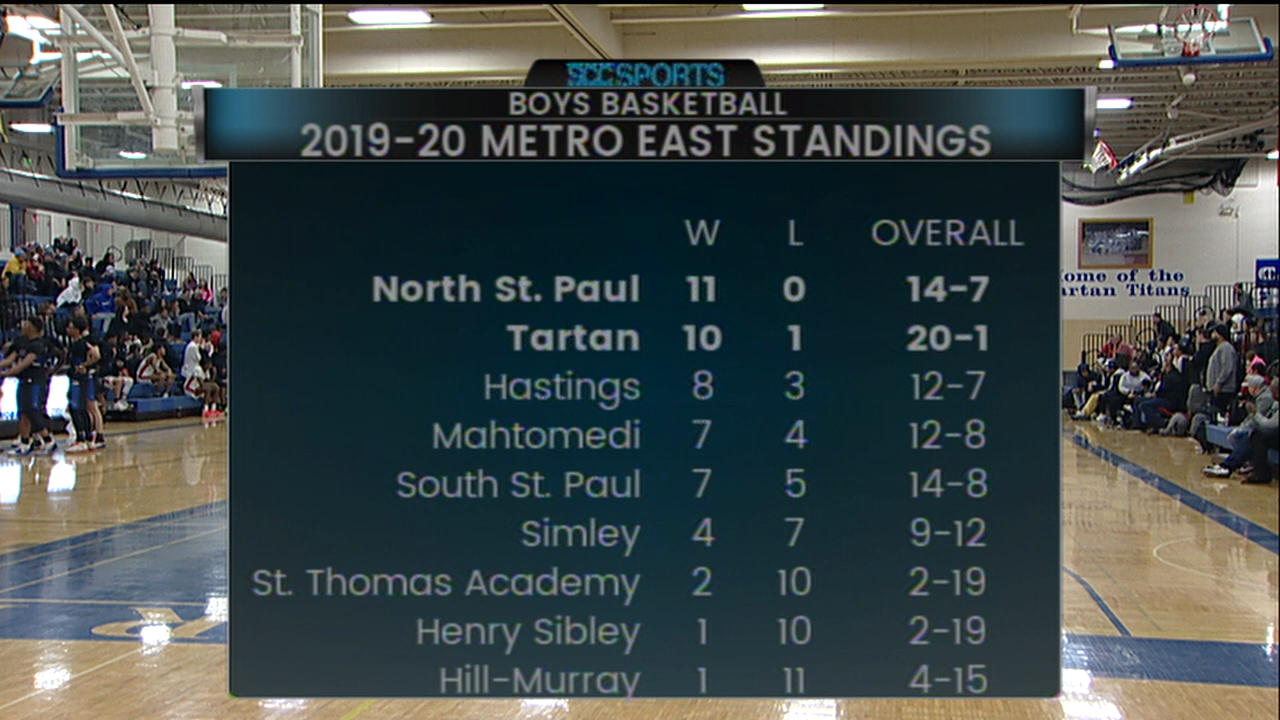 SCCSPORTS
BOYS BASKETBALL
2019-20 METRO EAST STANDINGS
W L OVERALL
North St. Paul 11 0 14-7
Tartan 10 1 20-1
Hastings 8 3 12-7
Mahtomedi 7 4 12-8
South St. Paul 7 5 14-8
Simley 4 7 9-12
St. Thomas Academy 2 10 2-19
Henry Sibley 1 10 2-19
Hill-Murray 1 11 4-15
ome of the
artan Titans